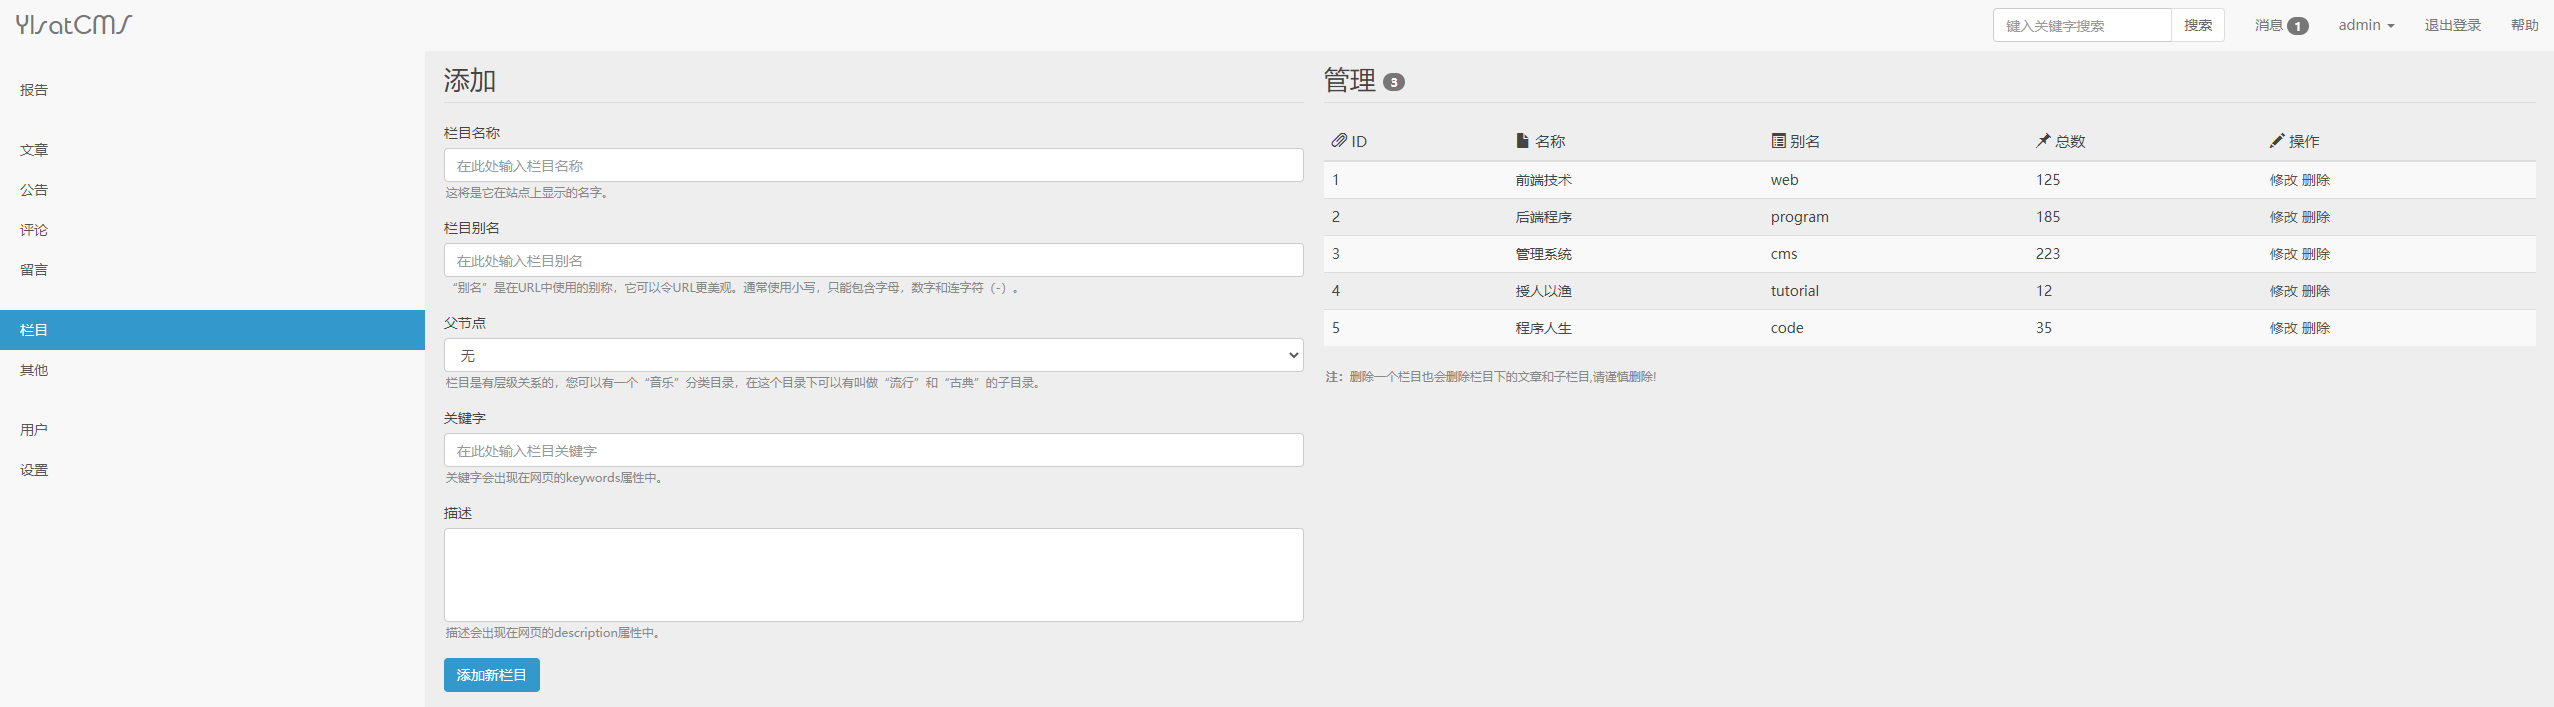 YlsatCMS
键入关键字搜索 搜索 消息 1 admin 退出登录 帮助
报告
文章
公告
评论
留言
栏目
其他
用户
设置
添加
栏目名称
在此处输入栏目名称
这将是它在站点上显示的名字。
栏目别名
在此处输入栏目别名
“别名”是在URL中使用的别称，它可以令URL更美观。通常使用小写，只能包含字母，数字和连字符（-）。
父节点
无
栏目是有层级关系的，您可以有一个“音乐”分类目录，在这个目录下可以有叫做“流行”和“古典”的子目录。
关键字
在此处输入栏目关键字
关键字会出现在网页的keywords属性中。
描述
描述会出现在网页的description属性中。
添加新栏目
管理 3
ID 名称 别名 总数 操作
1 前端技术 web 125 修改 删除
2 后端程序 program 185 修改 删除
3 管理系统 cms 223 修改 删除
4 授人以渔 tutorial 12 修改 删除
5 程序人生 code 35 修改 删除
注：删除一个栏目也会删除栏目下的文章和子栏目,请谨慎删除!